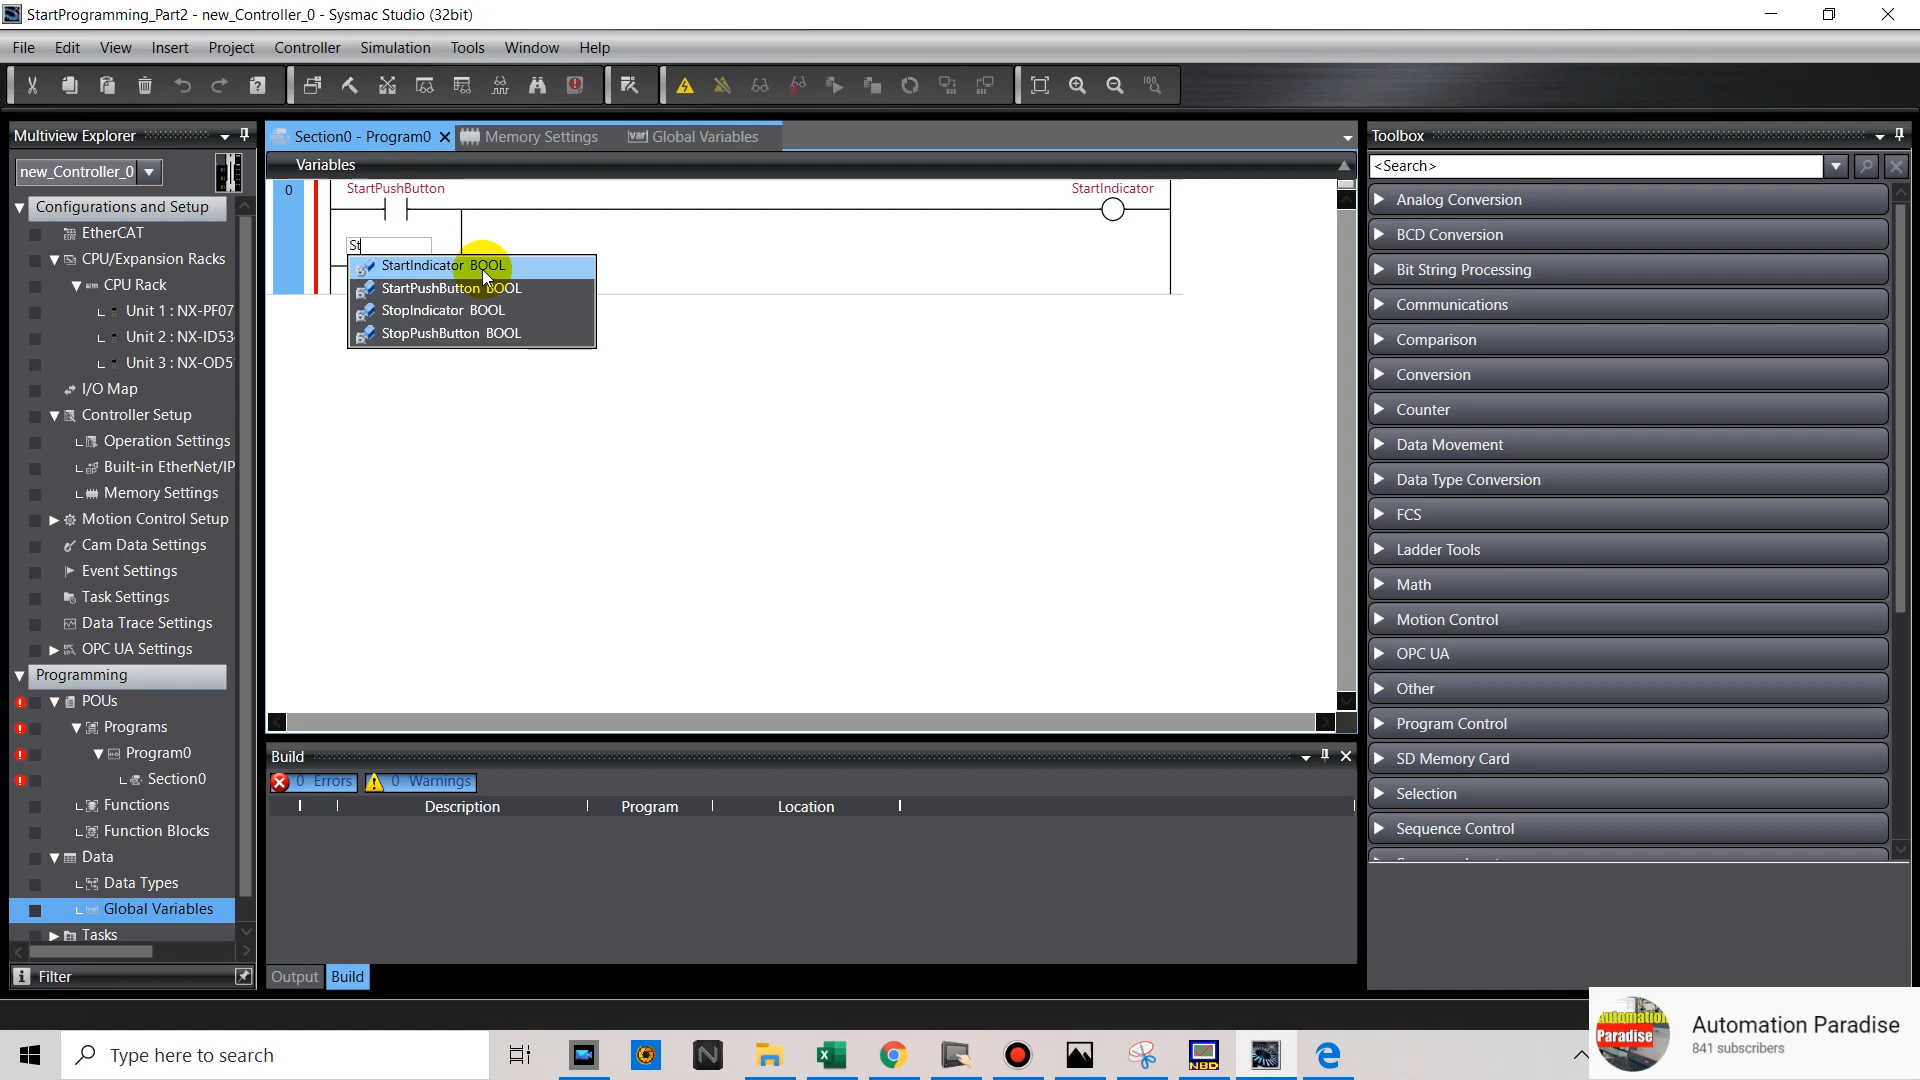 StartProgramming_Part2 - new_Controller_0 - Sysmac Studio (32bit)
File Edit View Insert Project Controller Simulation Tools Window Help
Multiview Explorer
new_Controller_0
Configurations and Setup
EtherCAT
CPU/Expansion Racks
CPU Rack
Unit 1 : NX-PF07
Unit 2 : NX-ID53
Unit 3 : NX-OD5
I/O Map
Controller Setup
Operation Settings
Built-in EtherNet/IP
Memory Settings
Motion Control Setup
Cam Data Settings
Event Settings
Task Settings
Data Trace Settings
OPC UA Settings
Programming
POUs
Programs
Program0
Section0
Functions
Function Blocks
Data
Data Types
Global Variables
Tasks
Filter
Section0 - Program0 Memory Settings Global Variables
Variables
0
StartPushButton StartIndicator
St
StartIndicator BOOL
StartPushButton BOOL
StopIndicator BOOL
StopPushButton BOOL
Build
0 Errors 0 Warnings
Description Program Location
Output Build
Toolbox
<Search>
Analog Conversion
BCD Conversion
Bit String Processing
Communications
Comparison
Conversion
Counter
Data Movement
Data Type Conversion
FCS
Ladder Tools
Math
Motion Control
OPC UA
Other
Program Control
SD Memory Card
Selection
Sequence Control
Type here to search
NBD
Automation
Paradise
Automation Paradise
841 subscribers